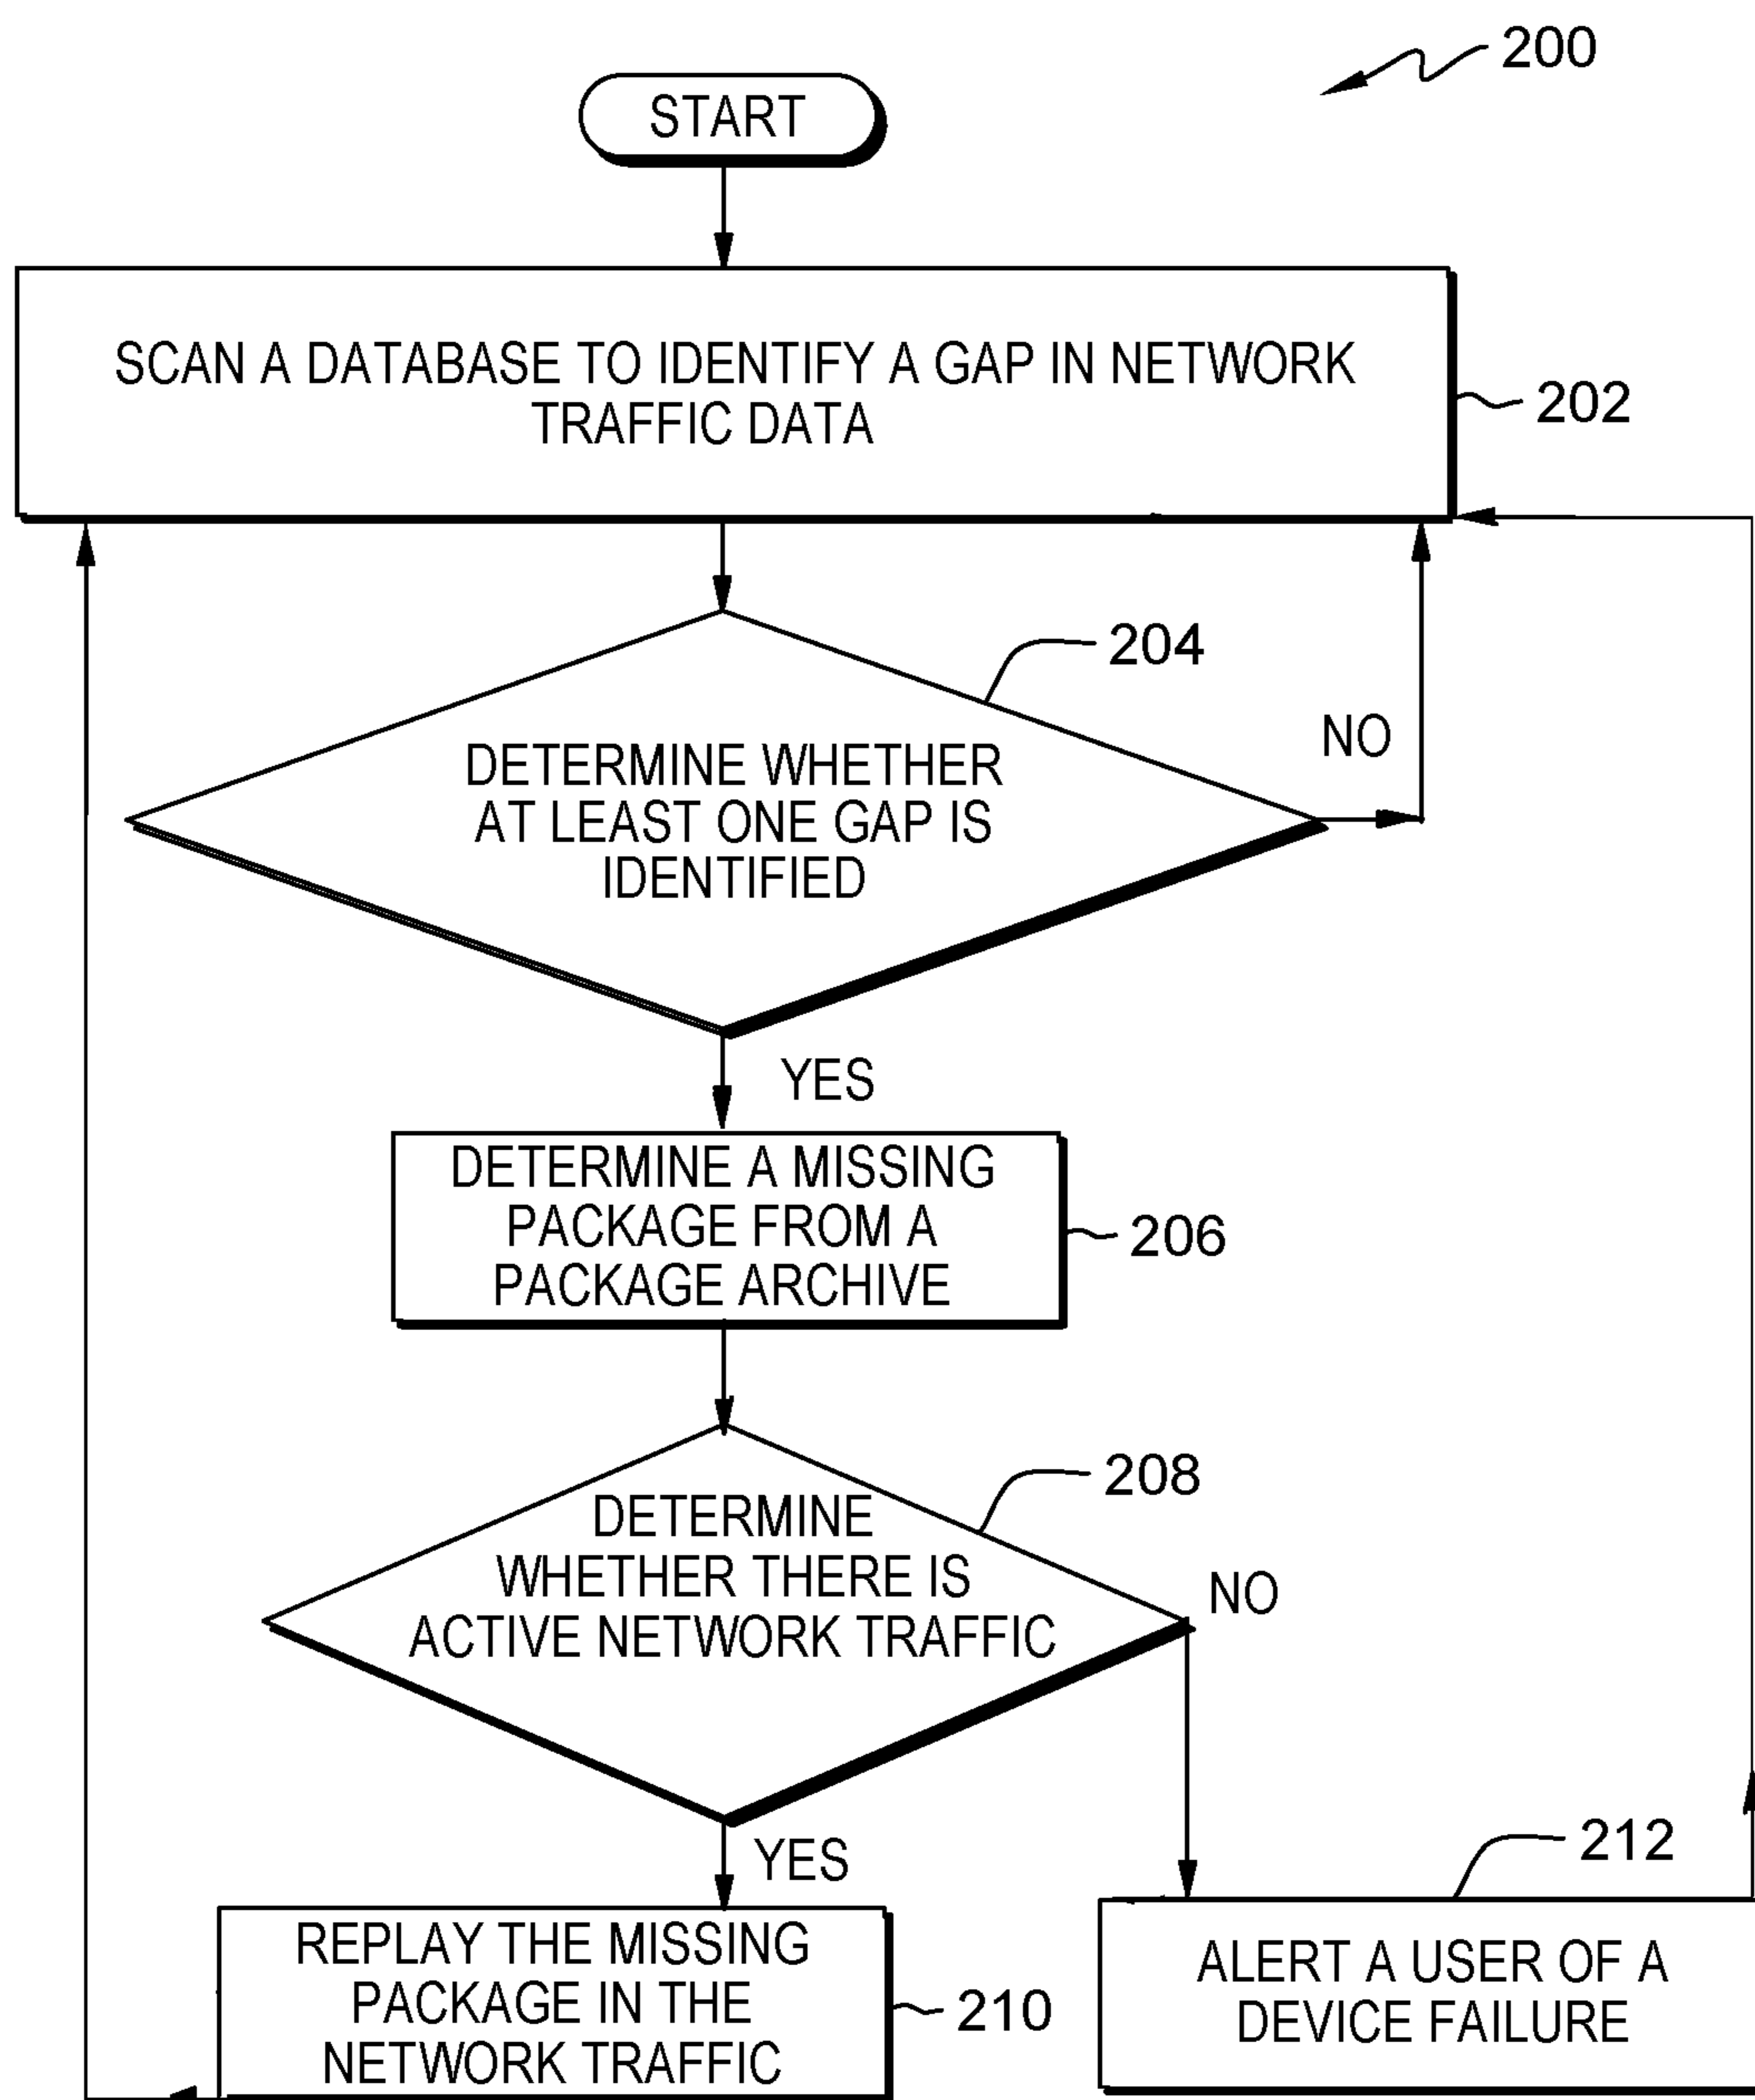 200
START
SCAN A DATABASE TO IDENTIFY A GAP IN NETWORK
TRAFFIC DATA
202
204
DETERMINE WHETHER
AT LEAST ONE GAP IS
IDENTIFIED
NO
YES
DETERMINE A MISSING
PACKAGE FROM A
PACKAGE ARCHIVE
206
208
DETERMINE
WHETHER THERE IS
ACTIVE NETWORK TRAFFIC
NO
YES
REPLAY THE MISSING
PACKAGE IN THE
NETWORK TRAFFIC
210
212
ALERT A USER OF A
DEVICE FAILURE